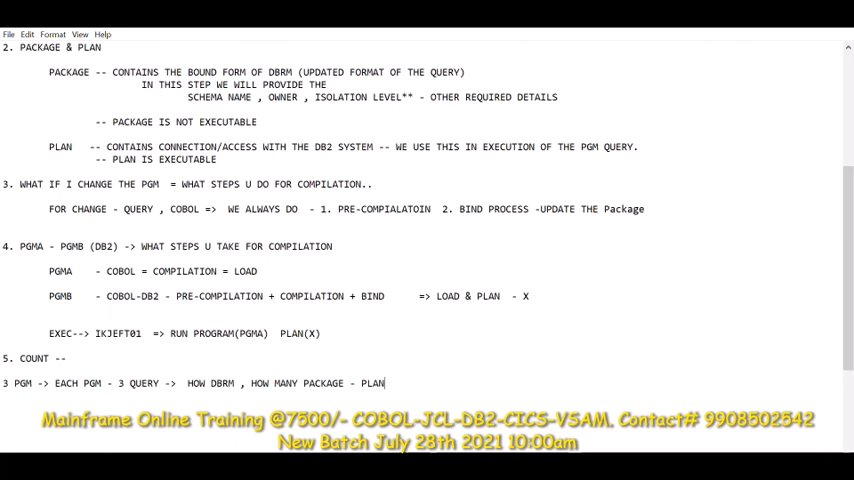 File Edit Format View Help
2. PACKAGE & PLAN
PACKAGE -- CONTAINS THE BOUND FORM OF DBRM (UPDATED FORMAT OF THE QUERY)
IN THIS STEP WE WILL PROVIDE THE
SCHEMA NAME , OWNER , ISOLATION LEVEL** - OTHER REQUIRED DETAILS
-- PACKAGE IS NOT EXECUTABLE
PLAN -- CONTAINS CONNECTION/ACCESS WITH THE DB2 SYSTEM -- WE USE THIS IN EXECUTION OF THE PGM QUERY.
-- PLAN IS EXECUTABLE
3. WHAT IF I CHANGE THE PGM = WHAT STEPS U DO FOR COMPILATION..
FOR CHANGE - QUERY , COBOL => WE ALWAYS DO - 1. PRE-COMPIALATOIN 2. BIND PROCESS -UPDATE THE Package
4. PGMA - PGMB (DB2) -> WHAT STEPS U TAKE FOR COMPILATION
PGMA - COBOL = COMPILATION = LOAD
PGMB - COBOL-DB2 - PRE-COMPILATION + COMPILATION + BIND => LOAD & PLAN - X
EXEC--> IKJEFT01 => RUN PROGRAM(PGMA) PLAN(X)
5. COUNT --
3 PGM -> EACH PGM - 3 QUERY -> HOW DBRM , HOW MANY PACKAGE - PLAN
Mainframe Online Training @7500/- COBOL-JCL-DB2-CICS-VSAM. Contact# 9908502542
New Batch July 28th 2021 10:00am